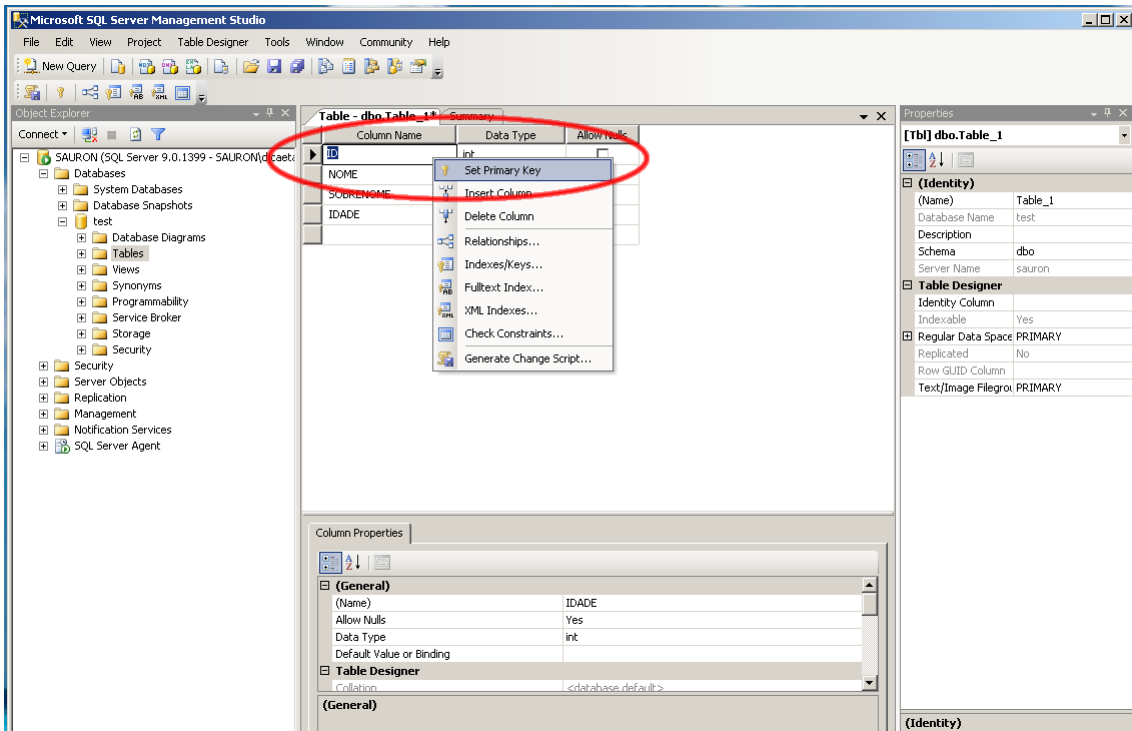 Microsoft SQL Server Management Studio
File Edit View Project Table Designer Tools Window Community Help
New Query
Object Explorer
Connect
SAURON (SQL Server 9.0.1399 - SAURON\dcaeta
Databases
System Databases
Database Snapshots
test
Database Diagrams
Tables
Views
Synonyms
Programmability
Service Broker
Storage
Security
Security
Server Objects
Replication
Management
Notification Services
SQL Server Agent
Table - dbo.Table_1* Summary
Column Name Data Type Allow Nulls
ID int
NOME
SOBRENOME
IDADE
Set Primary Key
Insert Column
Delete Column
Relationships...
Indexes/Keys...
Fulltext Index...
XML Indexes...
Check Constraints...
Generate Change Script...
Column Properties
(General)
(Name) IDADE
Allow Nulls Yes
Data Type int
Default Value or Binding
Table Designer
Collation <database default>
(General)
Properties
[Tbl] dbo.Table_1
(Identity)
(Name) Table_1
Database Name test
Description
Schema dbo
Server Name sauron
Table Designer
Identity Column
Indexable Yes
Regular Data Space PRIMARY
Replicated No
Row GUID Column
Text/Image Filegrou PRIMARY
(Identity)